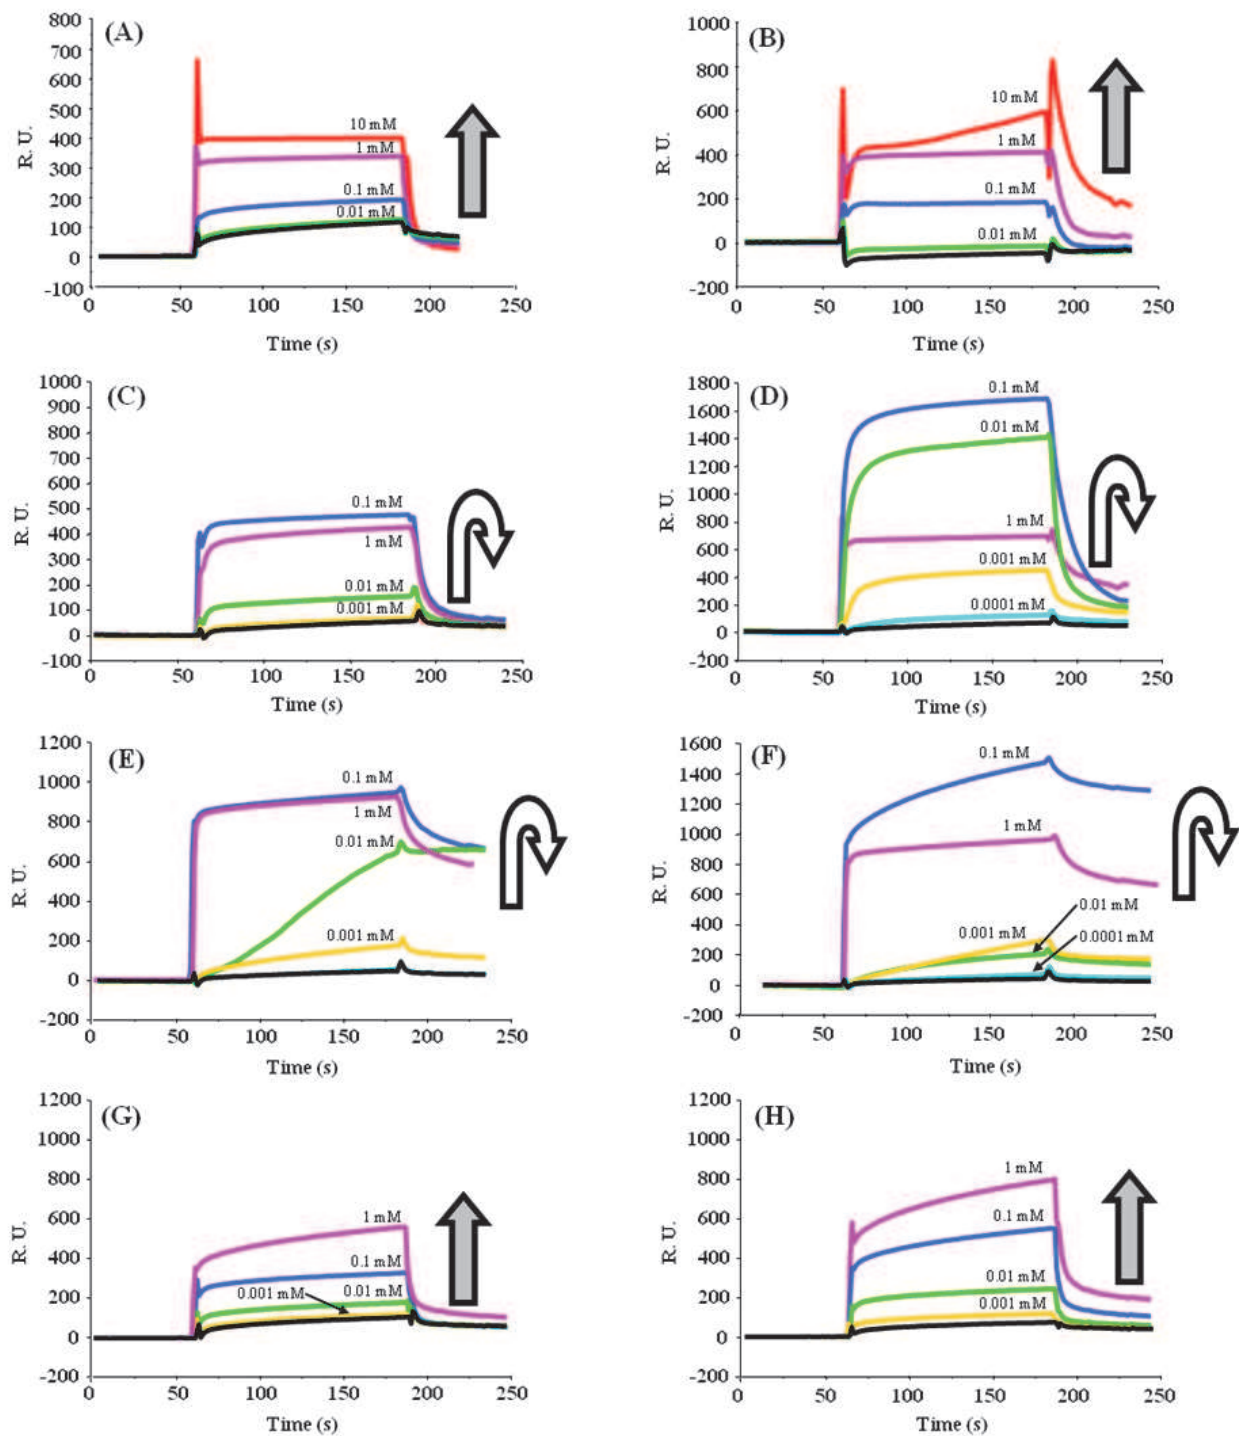 (A)
800
700
600
500
400
300
200
100
0
-100
R. U.
10 mM
1 mM
0.1 mM
0.01 mM
0 50 100 150 200 250
Time (s)
(B)
1000
800
600
400
200
0
-200
R. U.
10 mM
1 mM
0.1 mM
0.01 mM
0 50 100 150 200 250
Time (s)
(C)
1000
900
800
700
600
500
400
300
200
100
0
-100
R. U.
0.1 mM
1 mM
0.01 mM
0.001 mM
0 50 100 150 200 250
Time (s)
(D)
1800
1600
1400
1200
1000
800
600
400
200
0
-200
R. U.
0.1 mM
0.01 mM
1 mM
0.001 mM
0.0001 mM
0 50 100 150 200 250
Time (s)
(E)
1200
1000
800
600
400
200
0
-200
R. U.
0.1 mM
1 mM
0.01 mM
0.001 mM
0 50 100 150 200 250
Time (s)
(F)
1600
1400
1200
1000
800
600
400
200
0
-200
R. U.
0.1 mM
1 mM
0.01 mM
0.001 mM
0.0001 mM
0 50 100 150 200 250
Time (s)
(G)
1200
1000
800
600
400
200
0
-200
R. U.
1 mM
0.1 mM
0.001 mM 0.01 mM
0 50 100 150 200 250
Time (s)
(H)
1200
1000
800
600
400
200
0
-200
R. U.
1 mM
0.1 mM
0.01 mM
0.001 mM
0 50 100 150 200 250
Time (s)